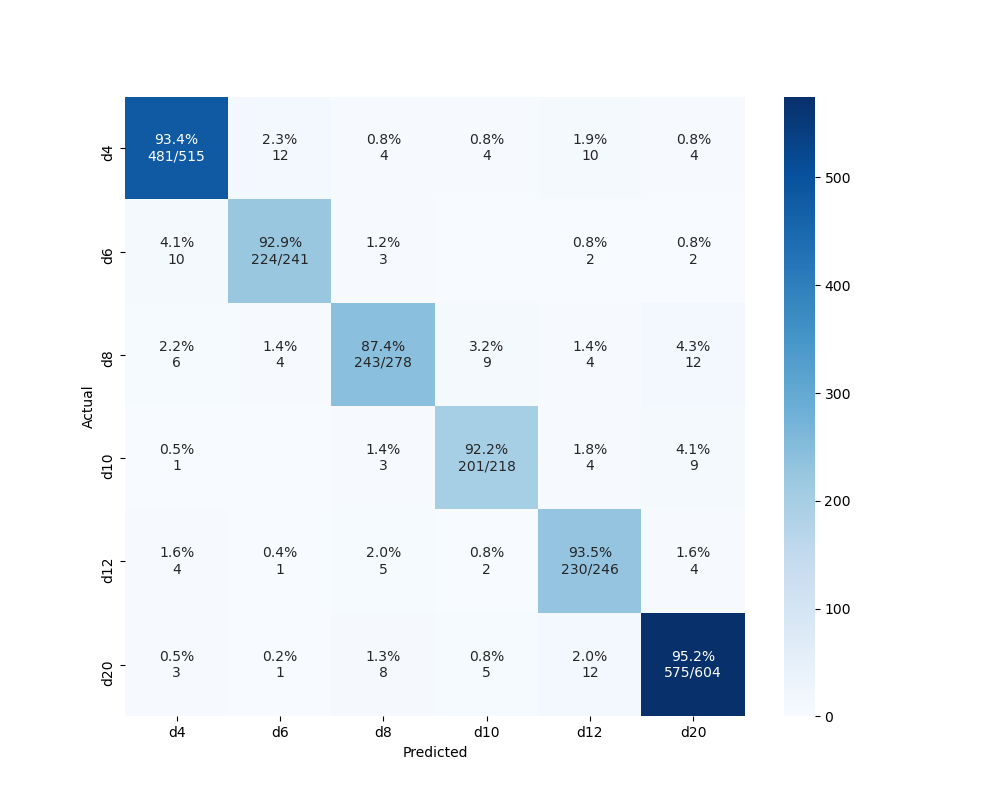 93.4% 2.3% 0.8% 0.8% 1.9% 0.8%
d4
481/515 12 4 4 10 4
4.1% 92.9% 1.2% 0.8% 0.8%
d6
10 224/241 3 2 2
2.2% 1.4% 87.4% 3.2% 1.4% 4.3%
d8
6 4 243/278 9 4 12
0.5% 1.4% 92.2% 1.8% 4.1%
d10
1 3 201/218 4 9
1.6% 0.4% 2.0% 0.8% 93.5% 1.6%
d12
4 1 5 2 230/246 4
0.5% 0.2% 1.3% 0.8% 2.0% 95.2%
d20
3 1 8 5 12 575/604
Actual
d4 d6 d8 d10 d12 d20
Predicted
500
400
300
200
100
0